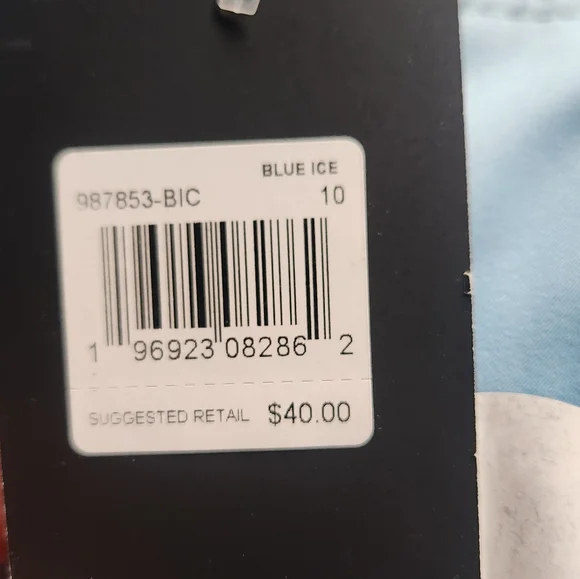 BLUE ICE
987853-BIC 10
1 96923 08286 2
SUGGESTED RETAIL $40.00